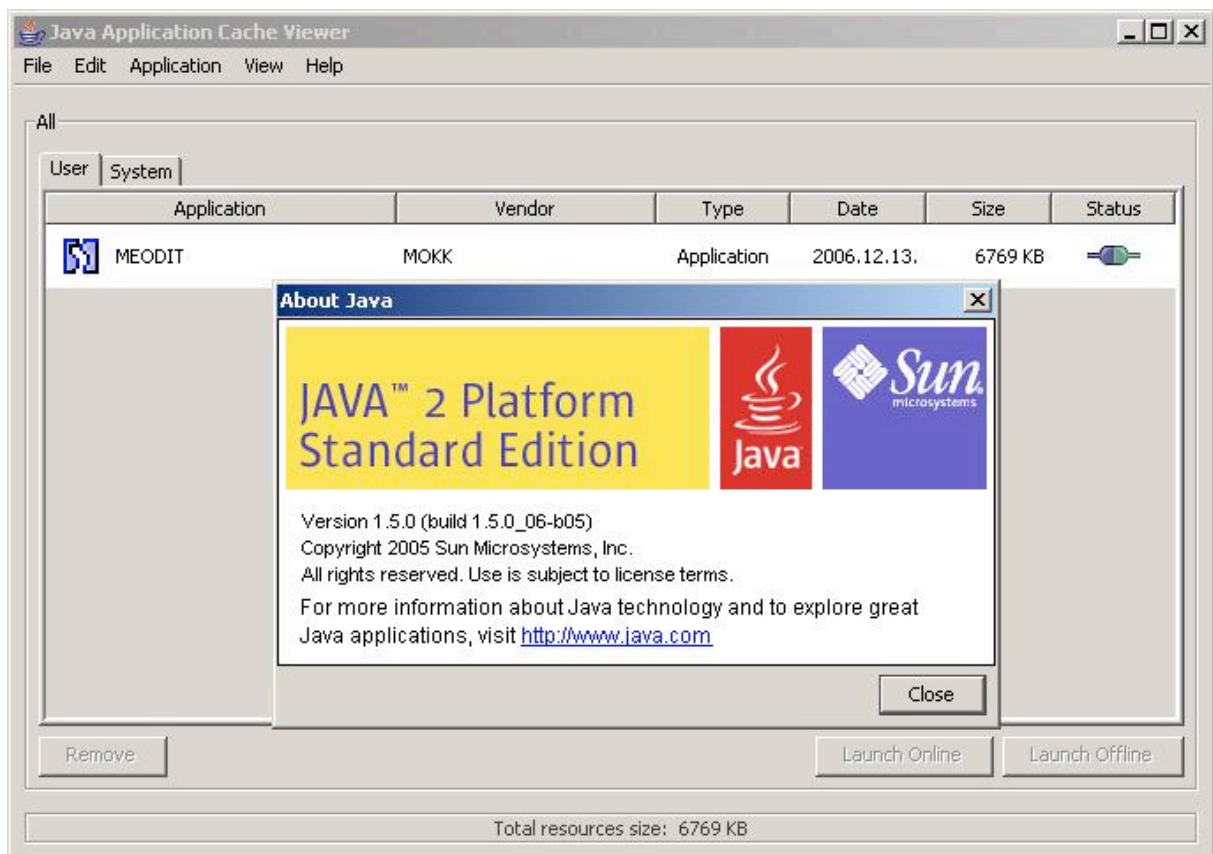 Java Application Cache Viewer
File Edit Application View Help
All
User System
Application Vendor Type Date Size Status
MEODIT MOKK Application 2006.12.13. 6769 KB
About Java
JAVA™ 2 Platform
Standard Edition
Java
Sun
microsystems
Version 1.5.0 (build 1.5.0_06-b05)
Copyright 2005 Sun Microsystems, Inc.
All rights reserved. Use is subject to license terms.
For more information about Java technology and to explore great
Java applications, visit http://www.java.com
Close
Remove Launch Online Launch Offline
Total resources size: 6769 KB